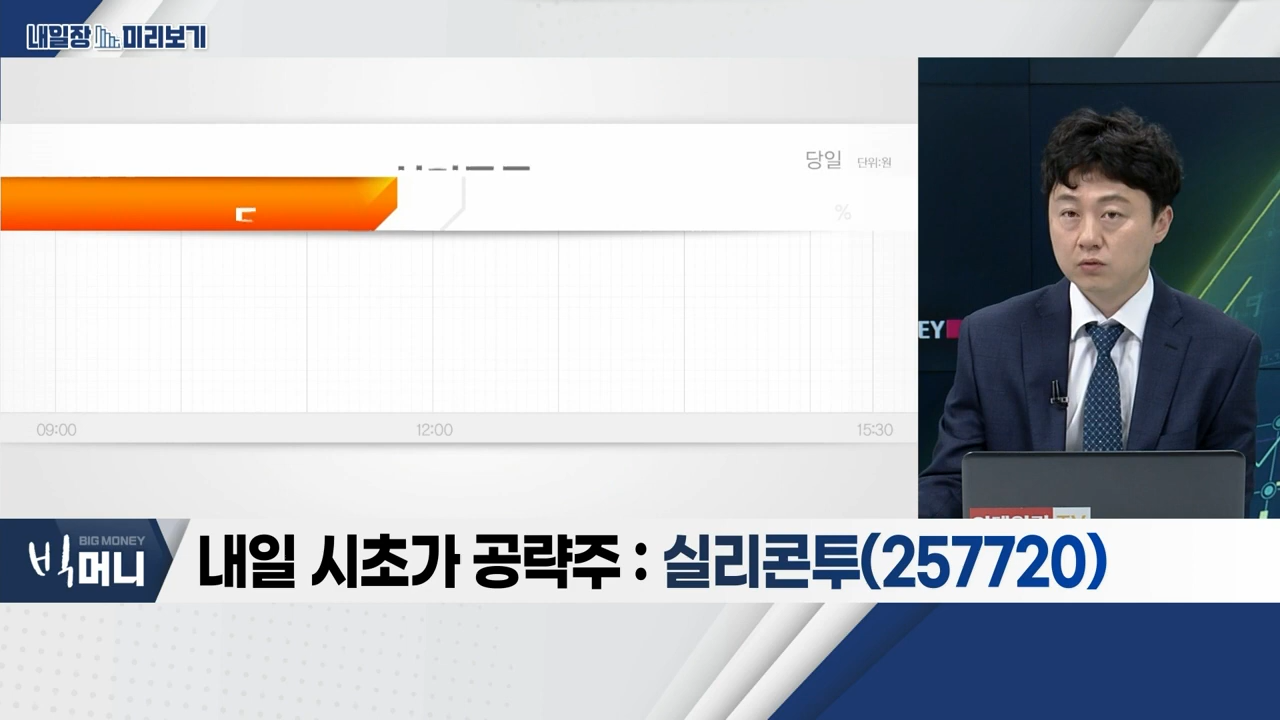 내일장 미리보기
당일 단위:원
%
09:00 12:00 15:30
EY
BIG MONEY
빅머니
내일 시초가 공략주 : 실리콘투(257720)